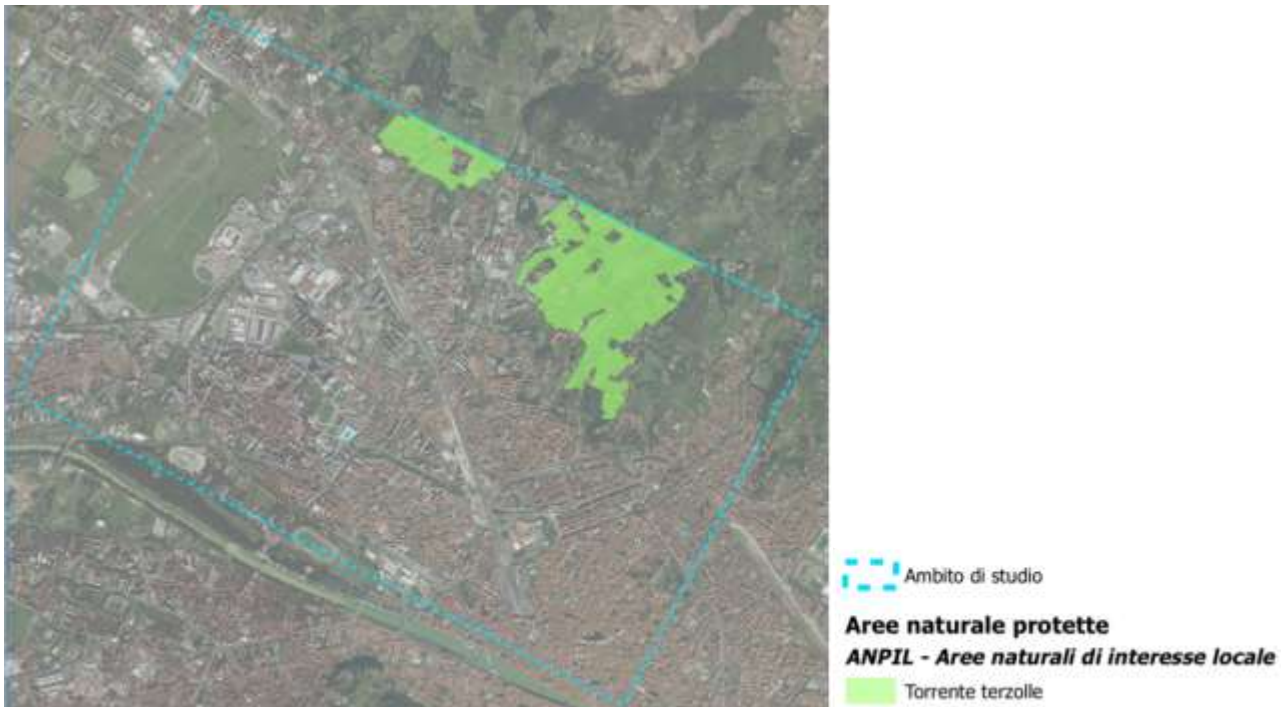 Ambito di studio
Aree naturale protette
ANPIL - Aree naturali di interesse locale
Torrente terzolle